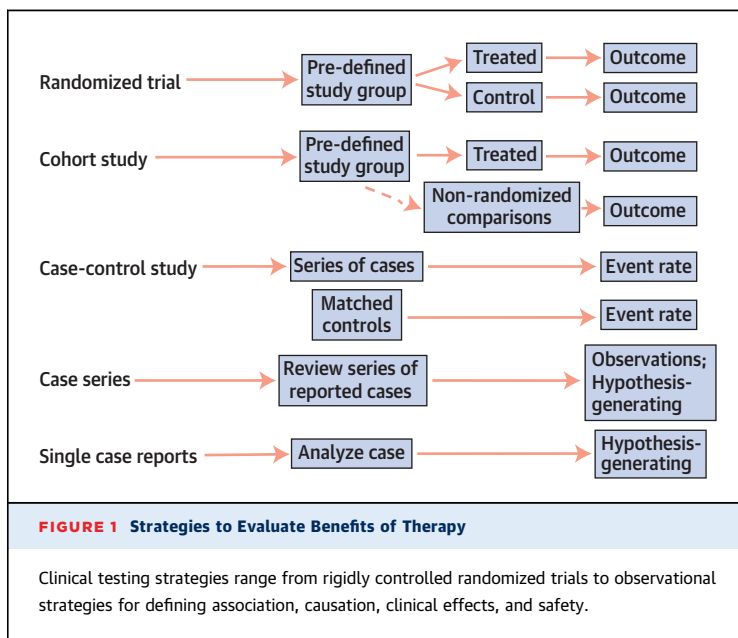 Randomized trial
Pre-defined
study group
Treated
Outcome
Control
Outcome
Cohort study
Pre-defined
study group
Treated
Outcome
Non-randomized
comparisons
Outcome
Case-control study
Series of cases
Event rate
Matched
controls
Event rate
Case series
Review series of
reported cases
Observations;
Hypothesis-
generating
Single case reports
Analyze case
Hypothesis-
generating
FIGURE 1 Strategies to Evaluate Benefits of Therapy
Clinical testing strategies range from rigidly controlled randomized trials to observational
strategies for defining association, causation, clinical effects, and safety.